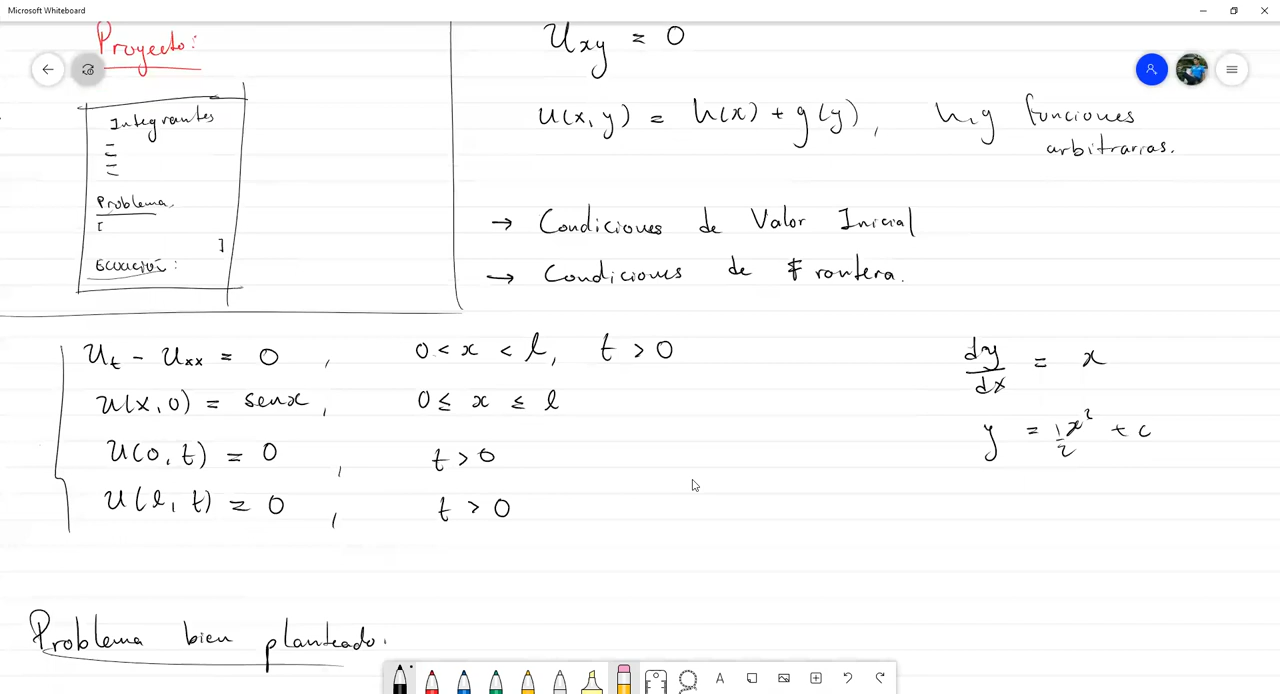 Microsoft Whiteboard
Proyecto:
Integrantes
Problema
[
]
Ecuación:
Uxy = 0
u(x,y) = h(x) + g(y), h,g funciones arbitrarias.
→ Condiciones de Valor Inicial
→ Condiciones de Frontera.
Ut - Uxx = 0, 0 < x < l, t > 0
u(x,0) = senx, 0 ≤ x ≤ l
u(0,t) = 0, t > 0
u(l,t) = 0, t > 0
dy/dx = x
y = 1/2 x² + c
Problema bien planteado.